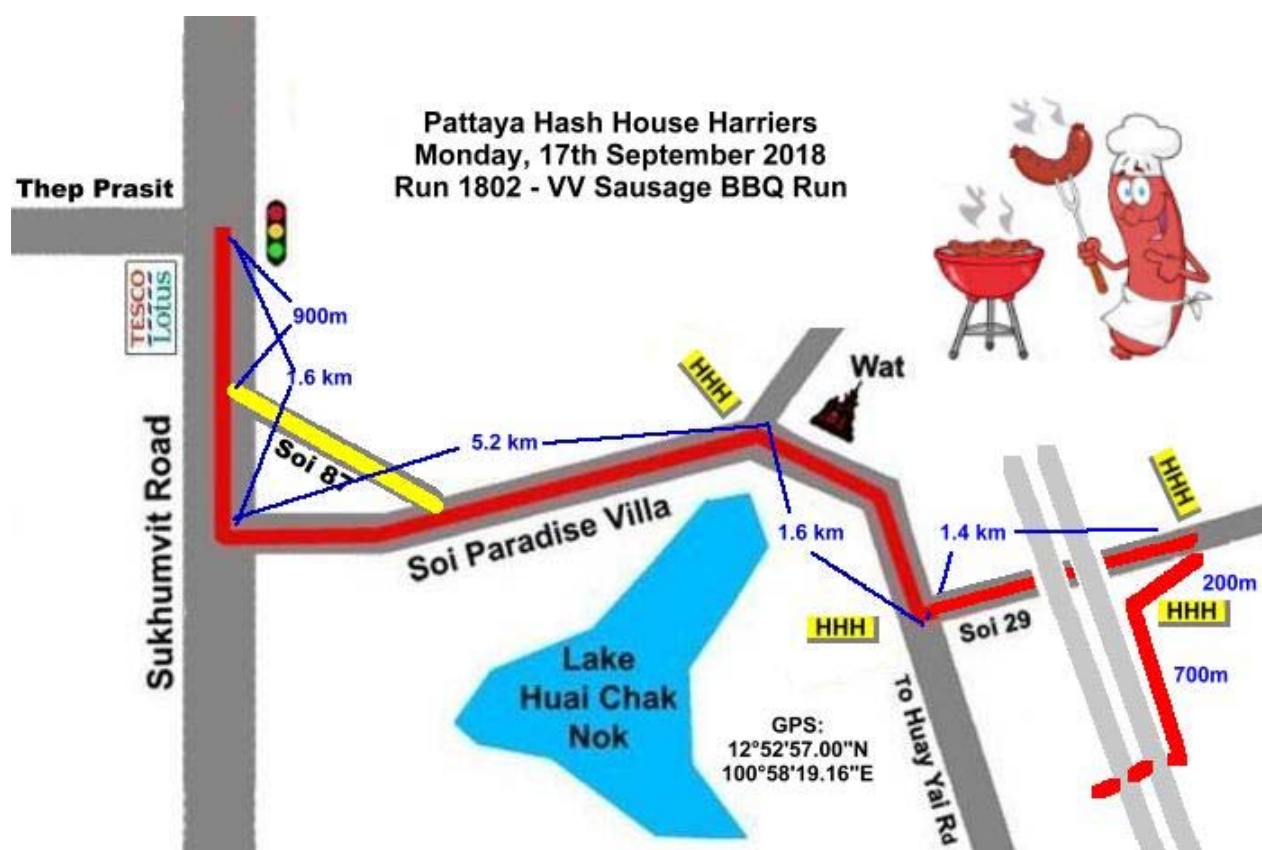 Pattaya Hash House Harriers
Monday, 17th September 2018
Run 1802 - VV Sausage BBQ Run
Thep Prasit
TESCO
Lotus
900m
1.6 km
Soi 87
Sukhumvit Road
5.2 km
HHH
Wat
Soi Paradise Villa
1.6 km
1.4 km
HHH
200m
HHH
HHH
Soi 29
700m
Lake
Huai Chak
Nok
To Huay Yai Rd
GPS:
12°52'57.00"N
100°58'19.16"E